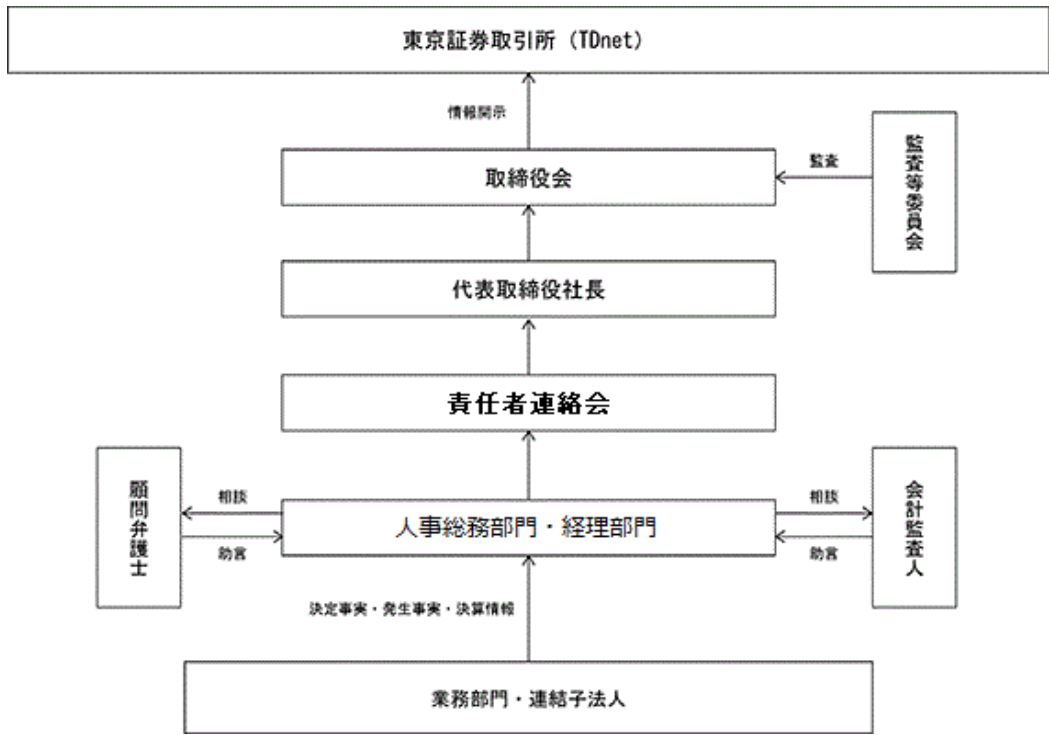 東京証券取引所（TDnet）
情報開示
取締役会
監査
監査等委員会
代表取締役社長
責任者連絡会
顧問弁護士
相談
助言
人事総務部門・経理部門
相談
助言
会計監査人
決定事実・発生事実・決算情報
業務部門・連結子法人